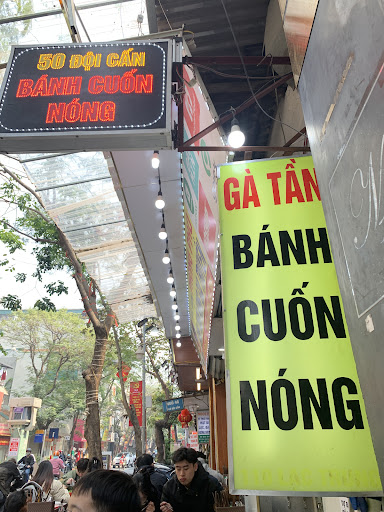 50 ĐỘI CẤN
BÁNH CUỐN
NÓNG
GÀ TẦN
BÁNH
CUỐN
NÓNG